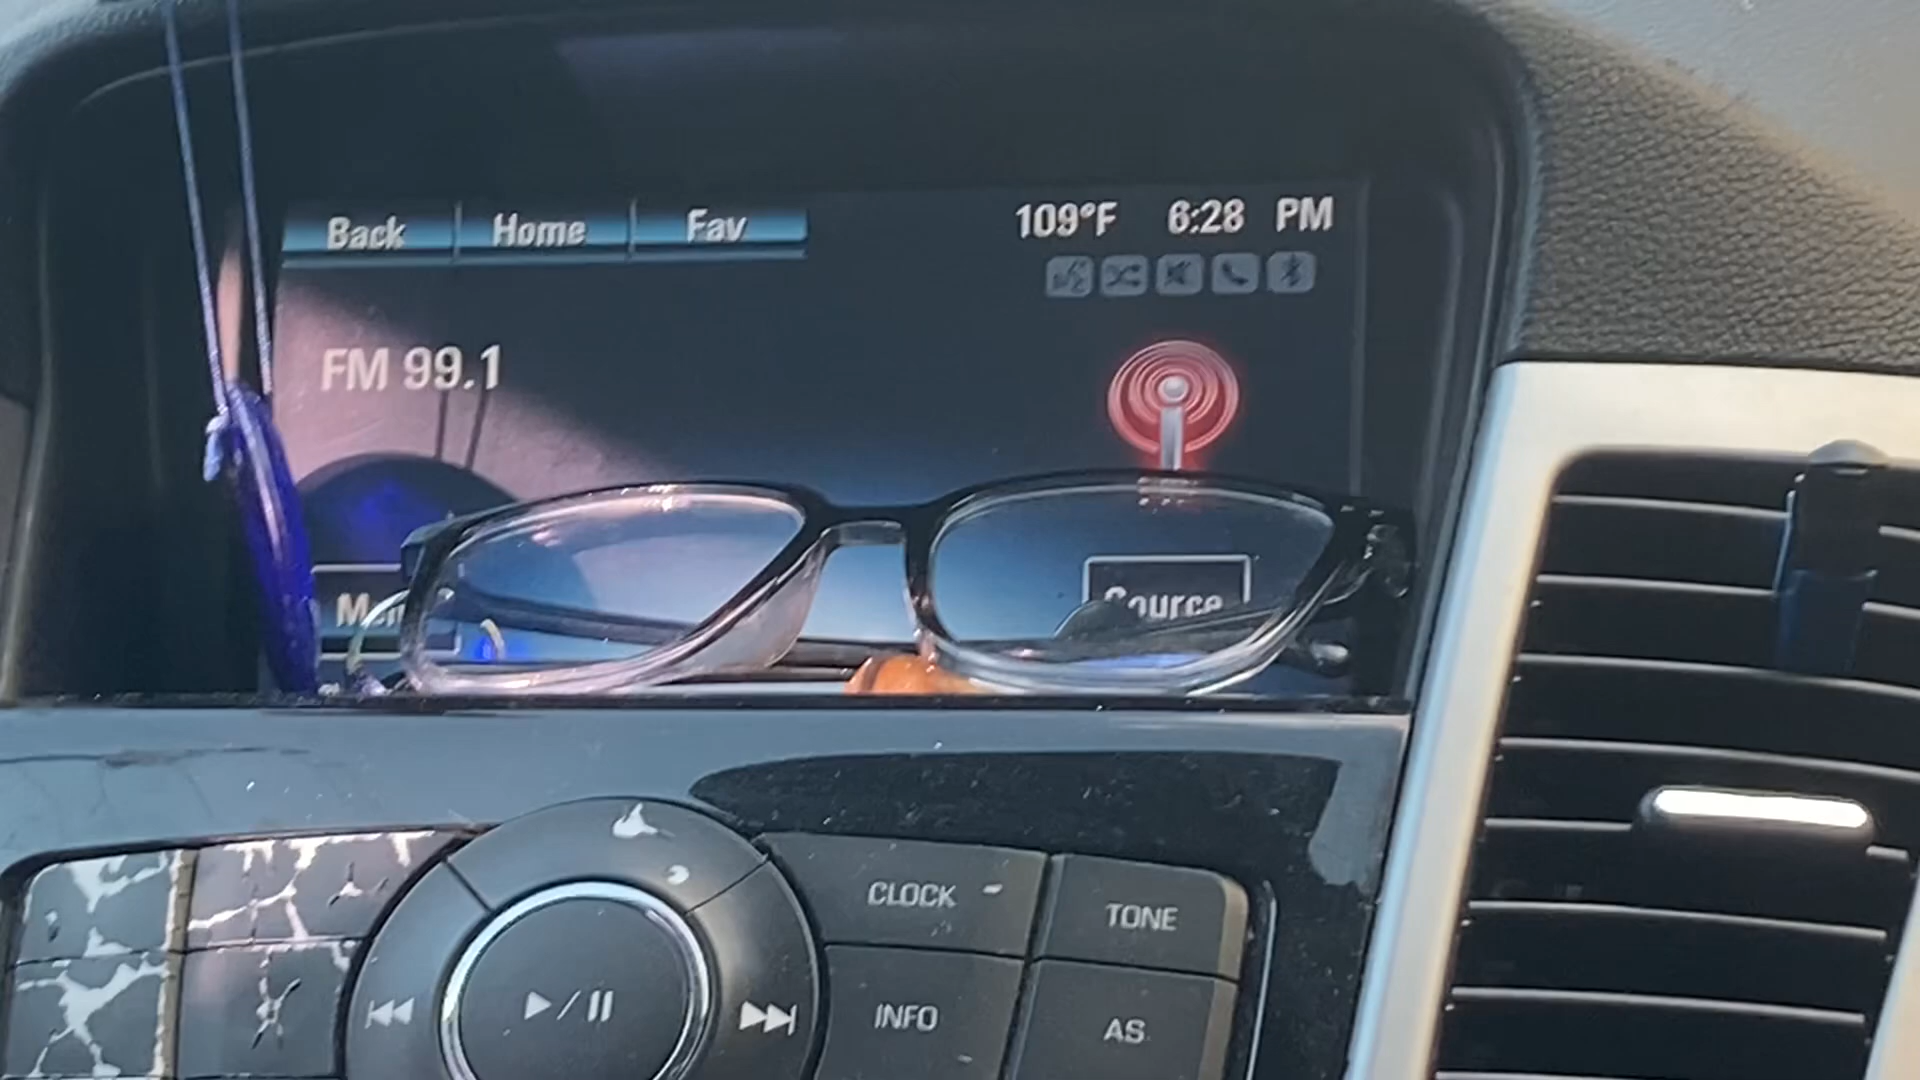 Back Home Fav 109°F 6:28 PM
FM 99.1
Source
CLOCK TONE
INFO AS